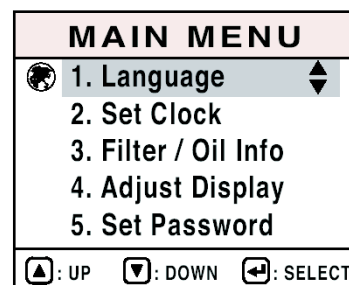 MAIN MENU
1. Language
2. Set Clock
3. Filter / Oil Info
4. Adjust Display
5. Set Password
: UP : DOWN : SELECT